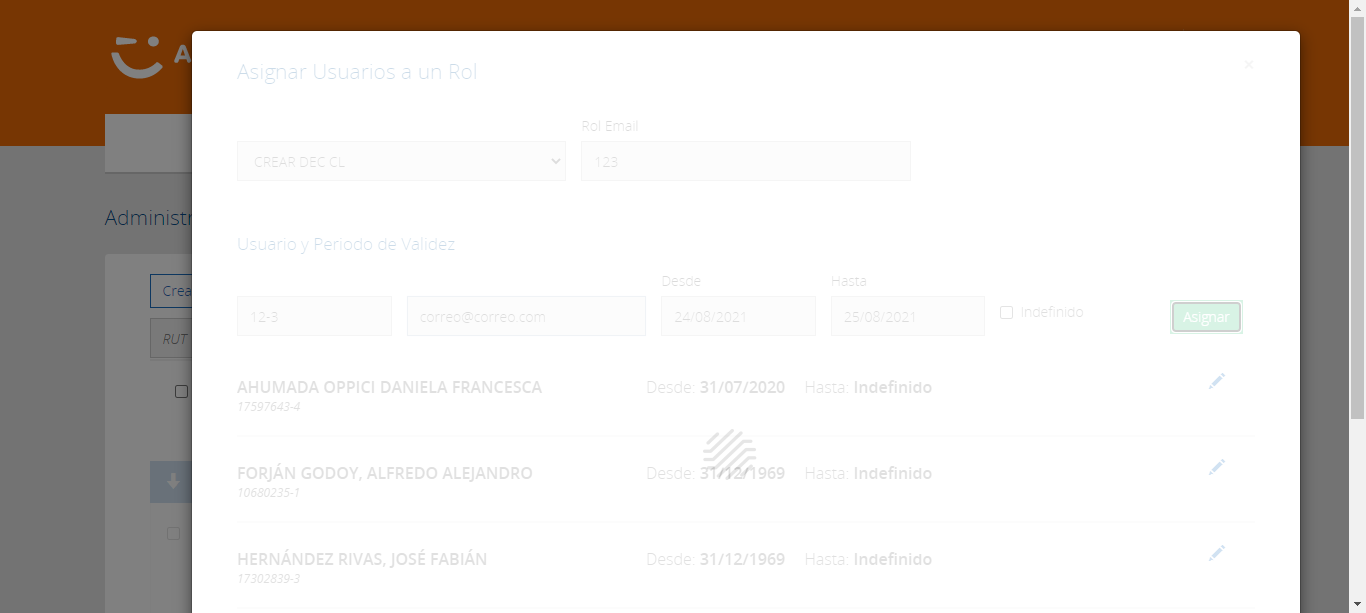 A
Asignar Usuarios a un Rol
×
Rol Email
CREAR DEC CL
123
Administr
Usuario y Periodo de Validez
Desde
Hasta
Crea
12-3
correo@correo.com
24/08/2021
25/08/2021
Indefinido
Asignar
RUT
AHUMADA OPPICI DANIELA FRANCESCA
Desde: 31/07/2020
Hasta: Indefinido
17597643-4
FORJÁN GODOY, ALFREDO ALEJANDRO
Desde: 31/12/1969
Hasta: Indefinido
10680235-1
HERNÁNDEZ RIVAS, JOSÉ FABIÁN
Desde: 31/12/1969
Hasta: Indefinido
17302839-3